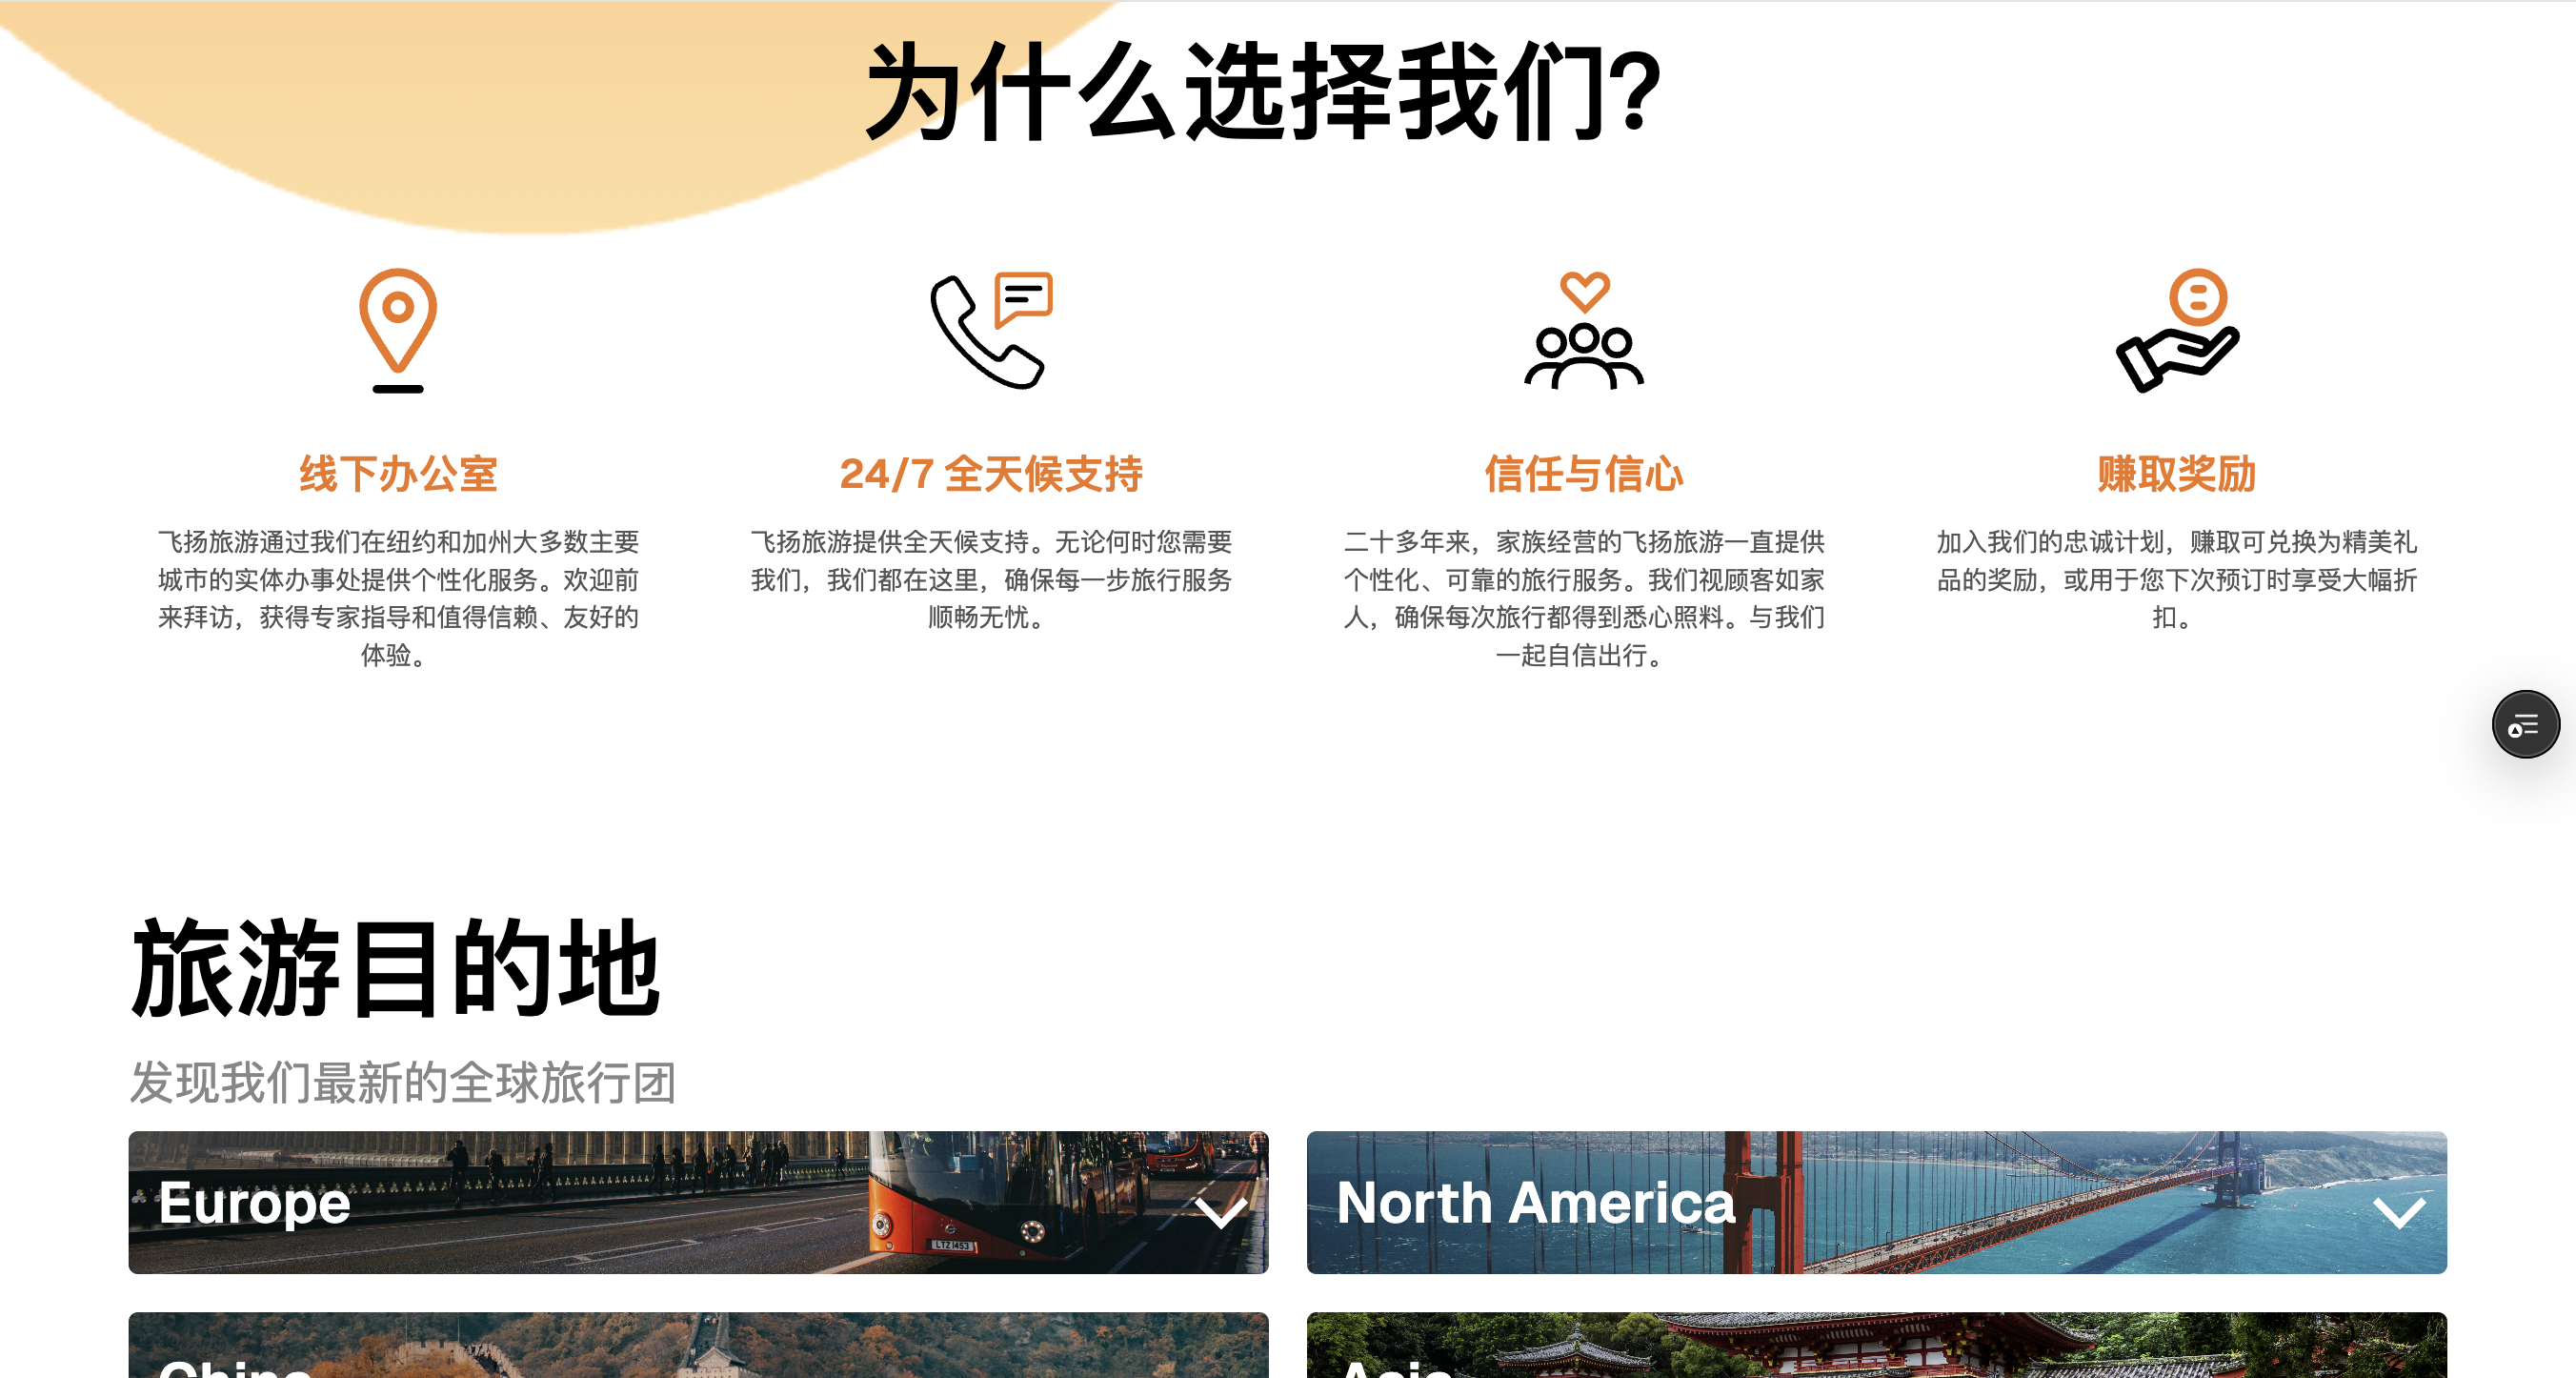 为什么选择我们?
线下办公室
飞扬旅游通过我们在纽约和加州大多数主要
城市的实体办事处提供个性化服务。欢迎前
来拜访，获得专家指导和值得信赖、友好的
体验。
24/7 全天候支持
飞扬旅游提供全天候支持。无论何时您需要
我们，我们都在这里，确保每一步旅行服务
顺畅无忧。
信任与信心
二十多年来，家族经营的飞扬旅游一直提供
个性化、可靠的旅行服务。我们视顾客如家
人，确保每次旅行都得到悉心照料。与我们
一起自信出行。
赚取奖励
加入我们的忠诚计划，赚取可兑换为精美礼
品的奖励，或用于您下次预订时享受大幅折
扣。
旅游目的地
发现我们最新的全球旅行团
Europe
LTZ 1453
North America
China
Asia